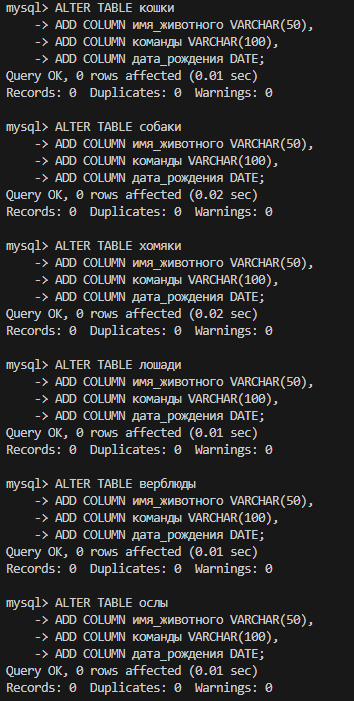 mysql> ALTER TABLE кошки
    -> ADD COLUMN имя_животного VARCHAR(50),
    -> ADD COLUMN команды VARCHAR(100),
    -> ADD COLUMN дата_рождения DATE;
Query OK, 0 rows affected (0.01 sec)
Records: 0  Duplicates: 0  Warnings: 0

mysql> ALTER TABLE собаки
    -> ADD COLUMN имя_животного VARCHAR(50),
    -> ADD COLUMN команды VARCHAR(100),
    -> ADD COLUMN дата_рождения DATE;
Query OK, 0 rows affected (0.02 sec)
Records: 0  Duplicates: 0  Warnings: 0

mysql> ALTER TABLE хомяки
    -> ADD COLUMN имя_животного VARCHAR(50),
    -> ADD COLUMN команды VARCHAR(100),
    -> ADD COLUMN дата_рождения DATE;
Query OK, 0 rows affected (0.02 sec)
Records: 0  Duplicates: 0  Warnings: 0

mysql> ALTER TABLE лошади
    -> ADD COLUMN имя_животного VARCHAR(50),
    -> ADD COLUMN команды VARCHAR(100),
    -> ADD COLUMN дата_рождения DATE;
Query OK, 0 rows affected (0.01 sec)
Records: 0  Duplicates: 0  Warnings: 0

mysql> ALTER TABLE верблюды
    -> ADD COLUMN имя_животного VARCHAR(50),
    -> ADD COLUMN команды VARCHAR(100),
    -> ADD COLUMN дата_рождения DATE;
Query OK, 0 rows affected (0.01 sec)
Records: 0  Duplicates: 0  Warnings: 0

mysql> ALTER TABLE ослы
    -> ADD COLUMN имя_животного VARCHAR(50),
    -> ADD COLUMN команды VARCHAR(100),
    -> ADD COLUMN дата_рождения DATE;
Query OK, 0 rows affected (0.01 sec)
Records: 0  Duplicates: 0  Warnings: 0